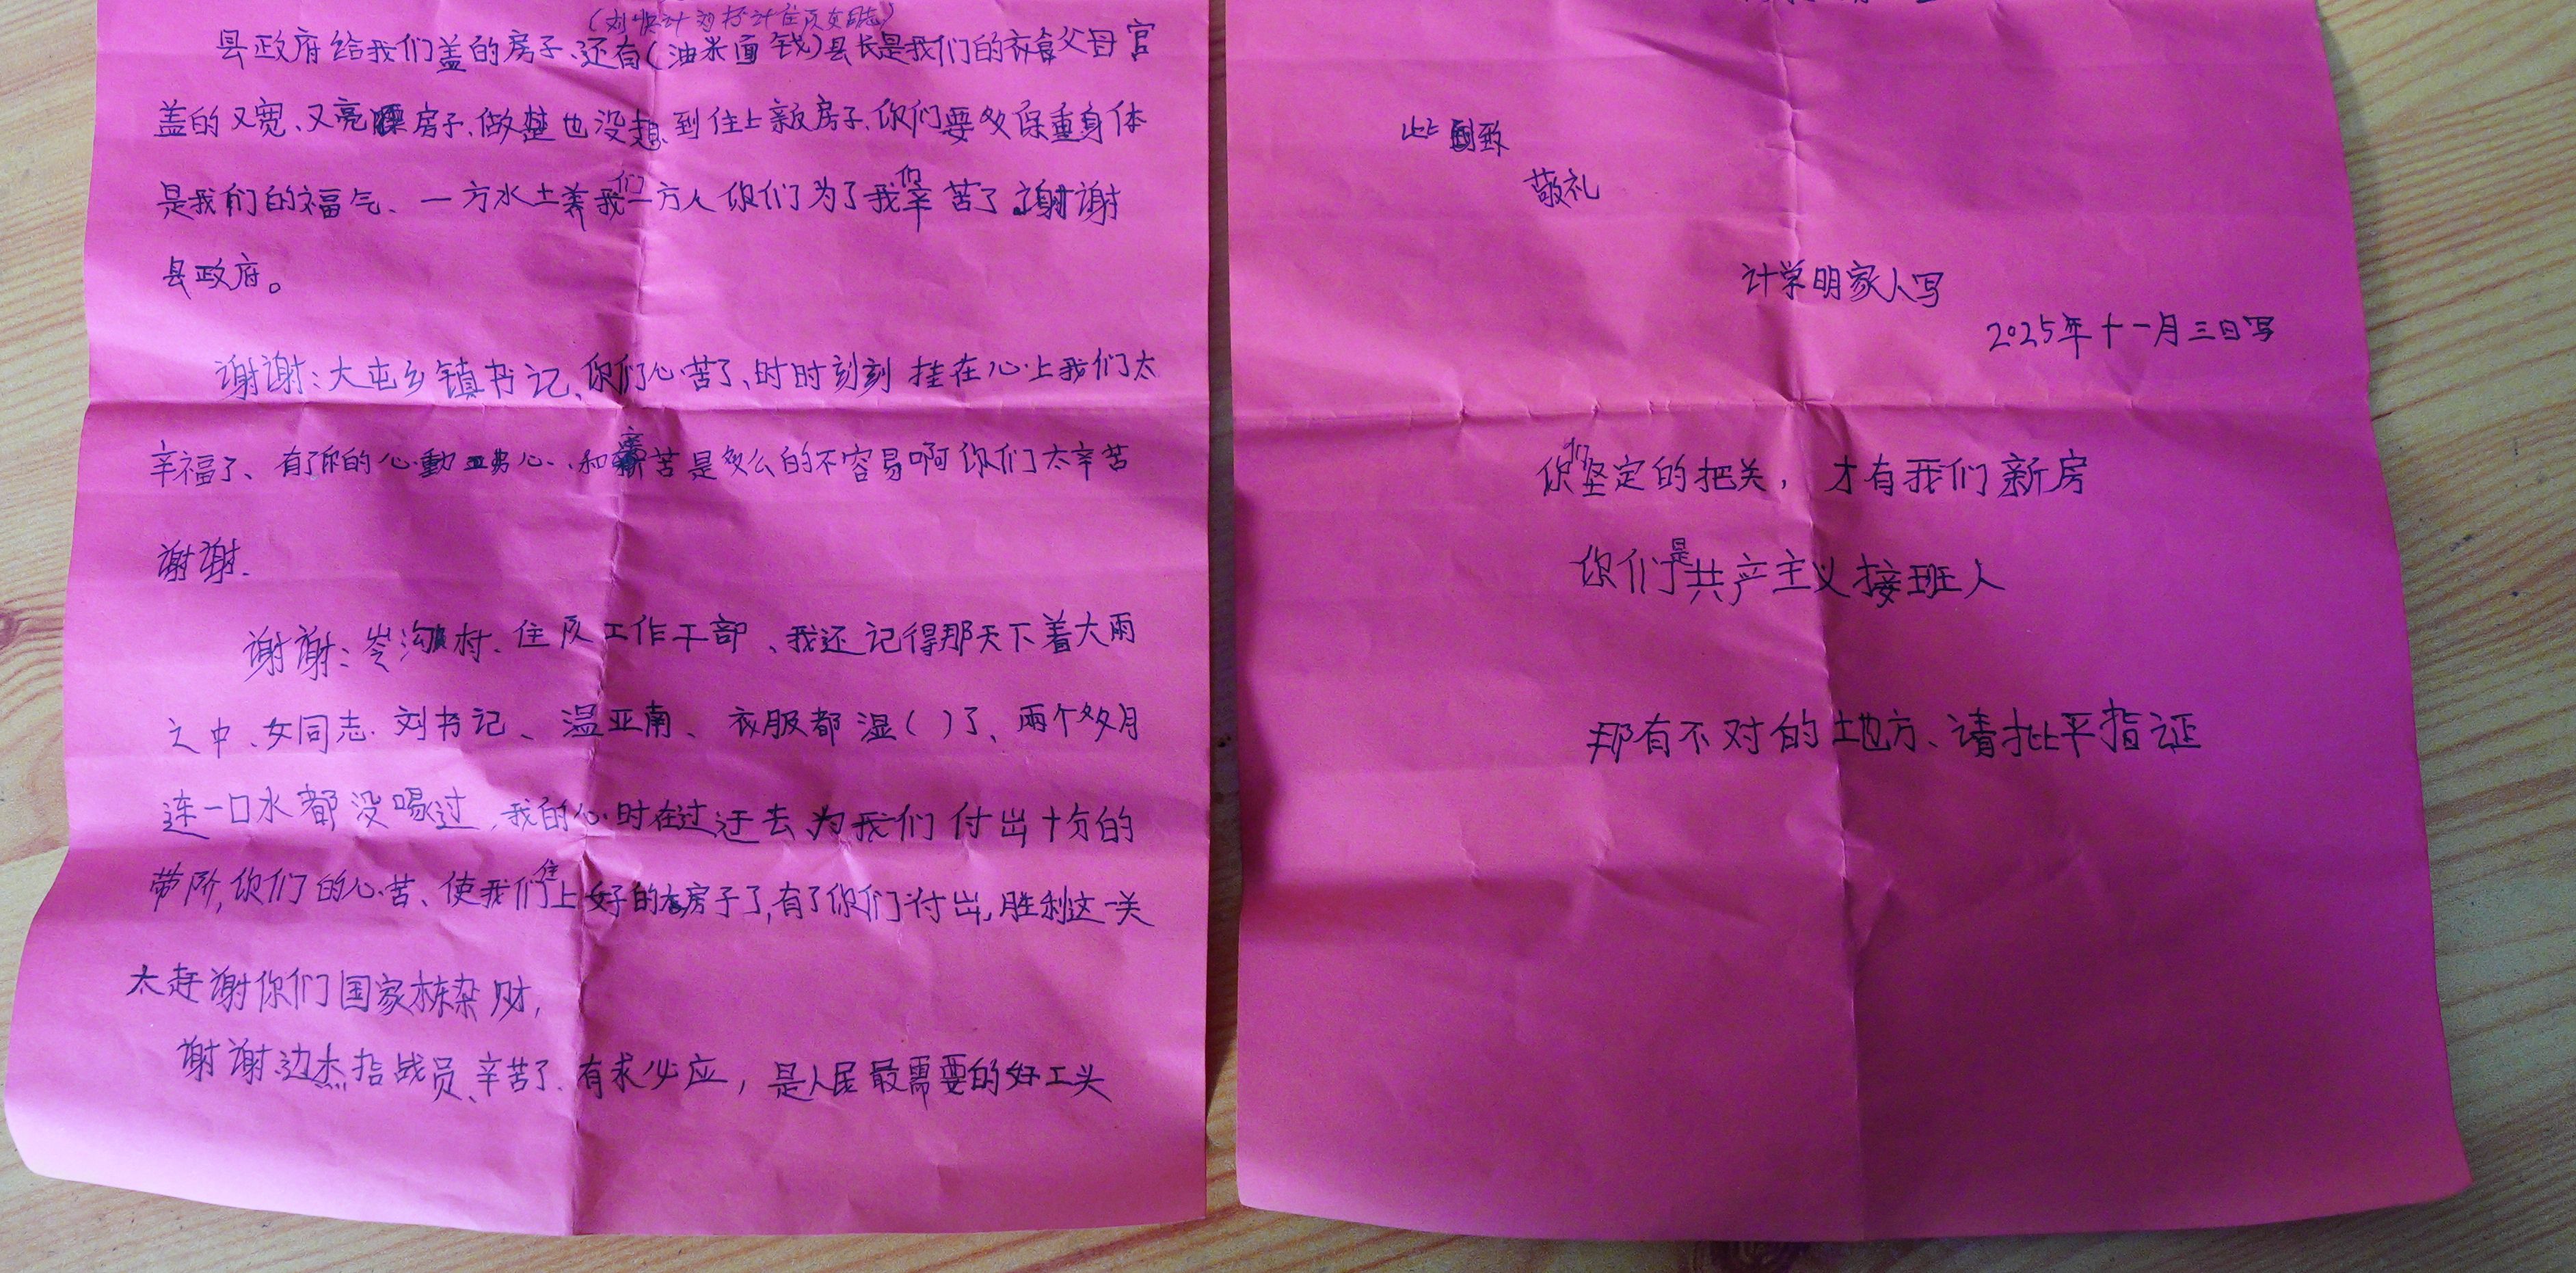 县政府给我们盖的房子、还有(油米面钱)县长是我们的衣食父母官
盖的又宽、又亮 房子、做梦也没想到住上新房子、你们要多保重身体
是我们的福气、一方水土养我们一方人你们为了我们辛苦了 谢谢
县政府。
谢谢:大屯乡镇书记、你们心苦了、时时刻刻 挂在心上我们太
辛福了、有了你的心動 心、和辛苦是多么的不容易啊你们太辛苦
谢谢.
谢谢:岑沟村、住队工作干部、我还记得那天下着大雨
之中、女同志、刘书记、温亚南、衣服都湿( )了、两个多月
连一口水都没喝过,我的心时在过迂去为我们付出十分的
带阶,你们的心苦、使我们住上好的房子了,有了你们付出,胜利这一关
太赶谢你们国家栋杂财,
谢谢边杰指战员、辛苦了、有求必应,是人民最需要的好工头
此致
敬礼
计学明家人写
2025年十一月三日写
你们坚定的把关,才有我们新房
你们是共产主义接班人
那有不对的地方、请批平指证